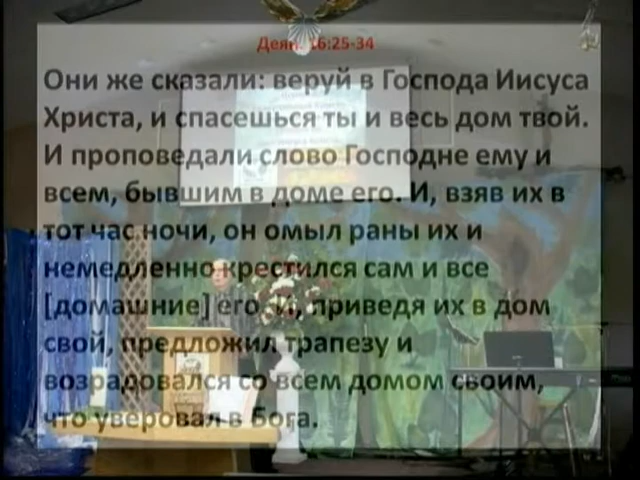 Деян. 16:25-34
Они же сказали: веруй в Господа Иисуса
Христа, и спасешься ты и весь дом твой.
И проповедали слово Господне ему и
всем, бывшим в доме его. И, взяв их в
тот час ночи, он омыл раны их и
немедленно крестился сам и все
[домашние] его. И, приведя их в дом
свой, предложил трапезу и
возрадовался со всем домом своим,
что уверовал в Бога.